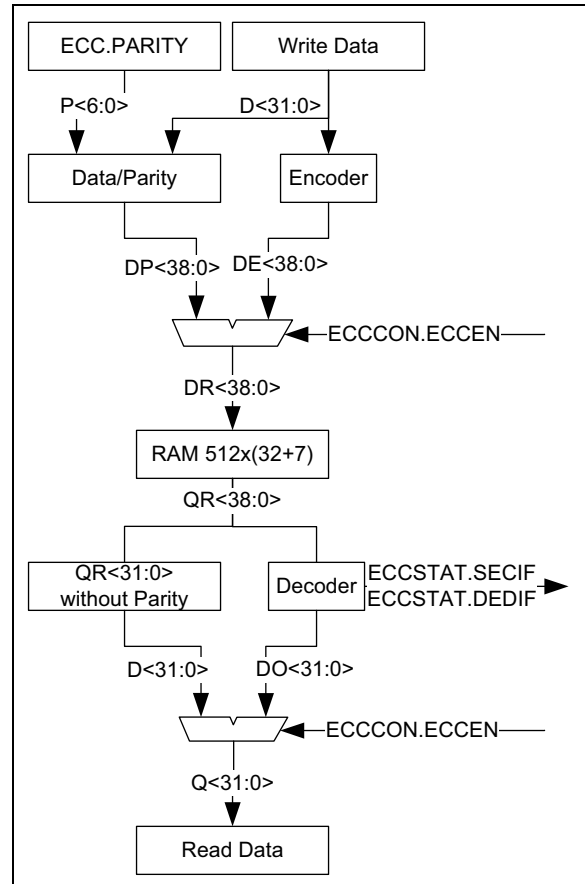 ECC.PARITY
Write Data
P<6:0>
D<31:0>
Data/Parity
Encoder
DP<38:0>
DE<38:0>
ECCCON.ECCEN
DR<38:0>
RAM 512x(32+7)
QR<38:0>
QR<31:0>
without Parity
Decoder
ECCSTAT.SECIF
ECCSTAT.DEDIF
D<31:0>
DO<31:0>
ECCCON.ECCEN
Q<31:0>
Read Data